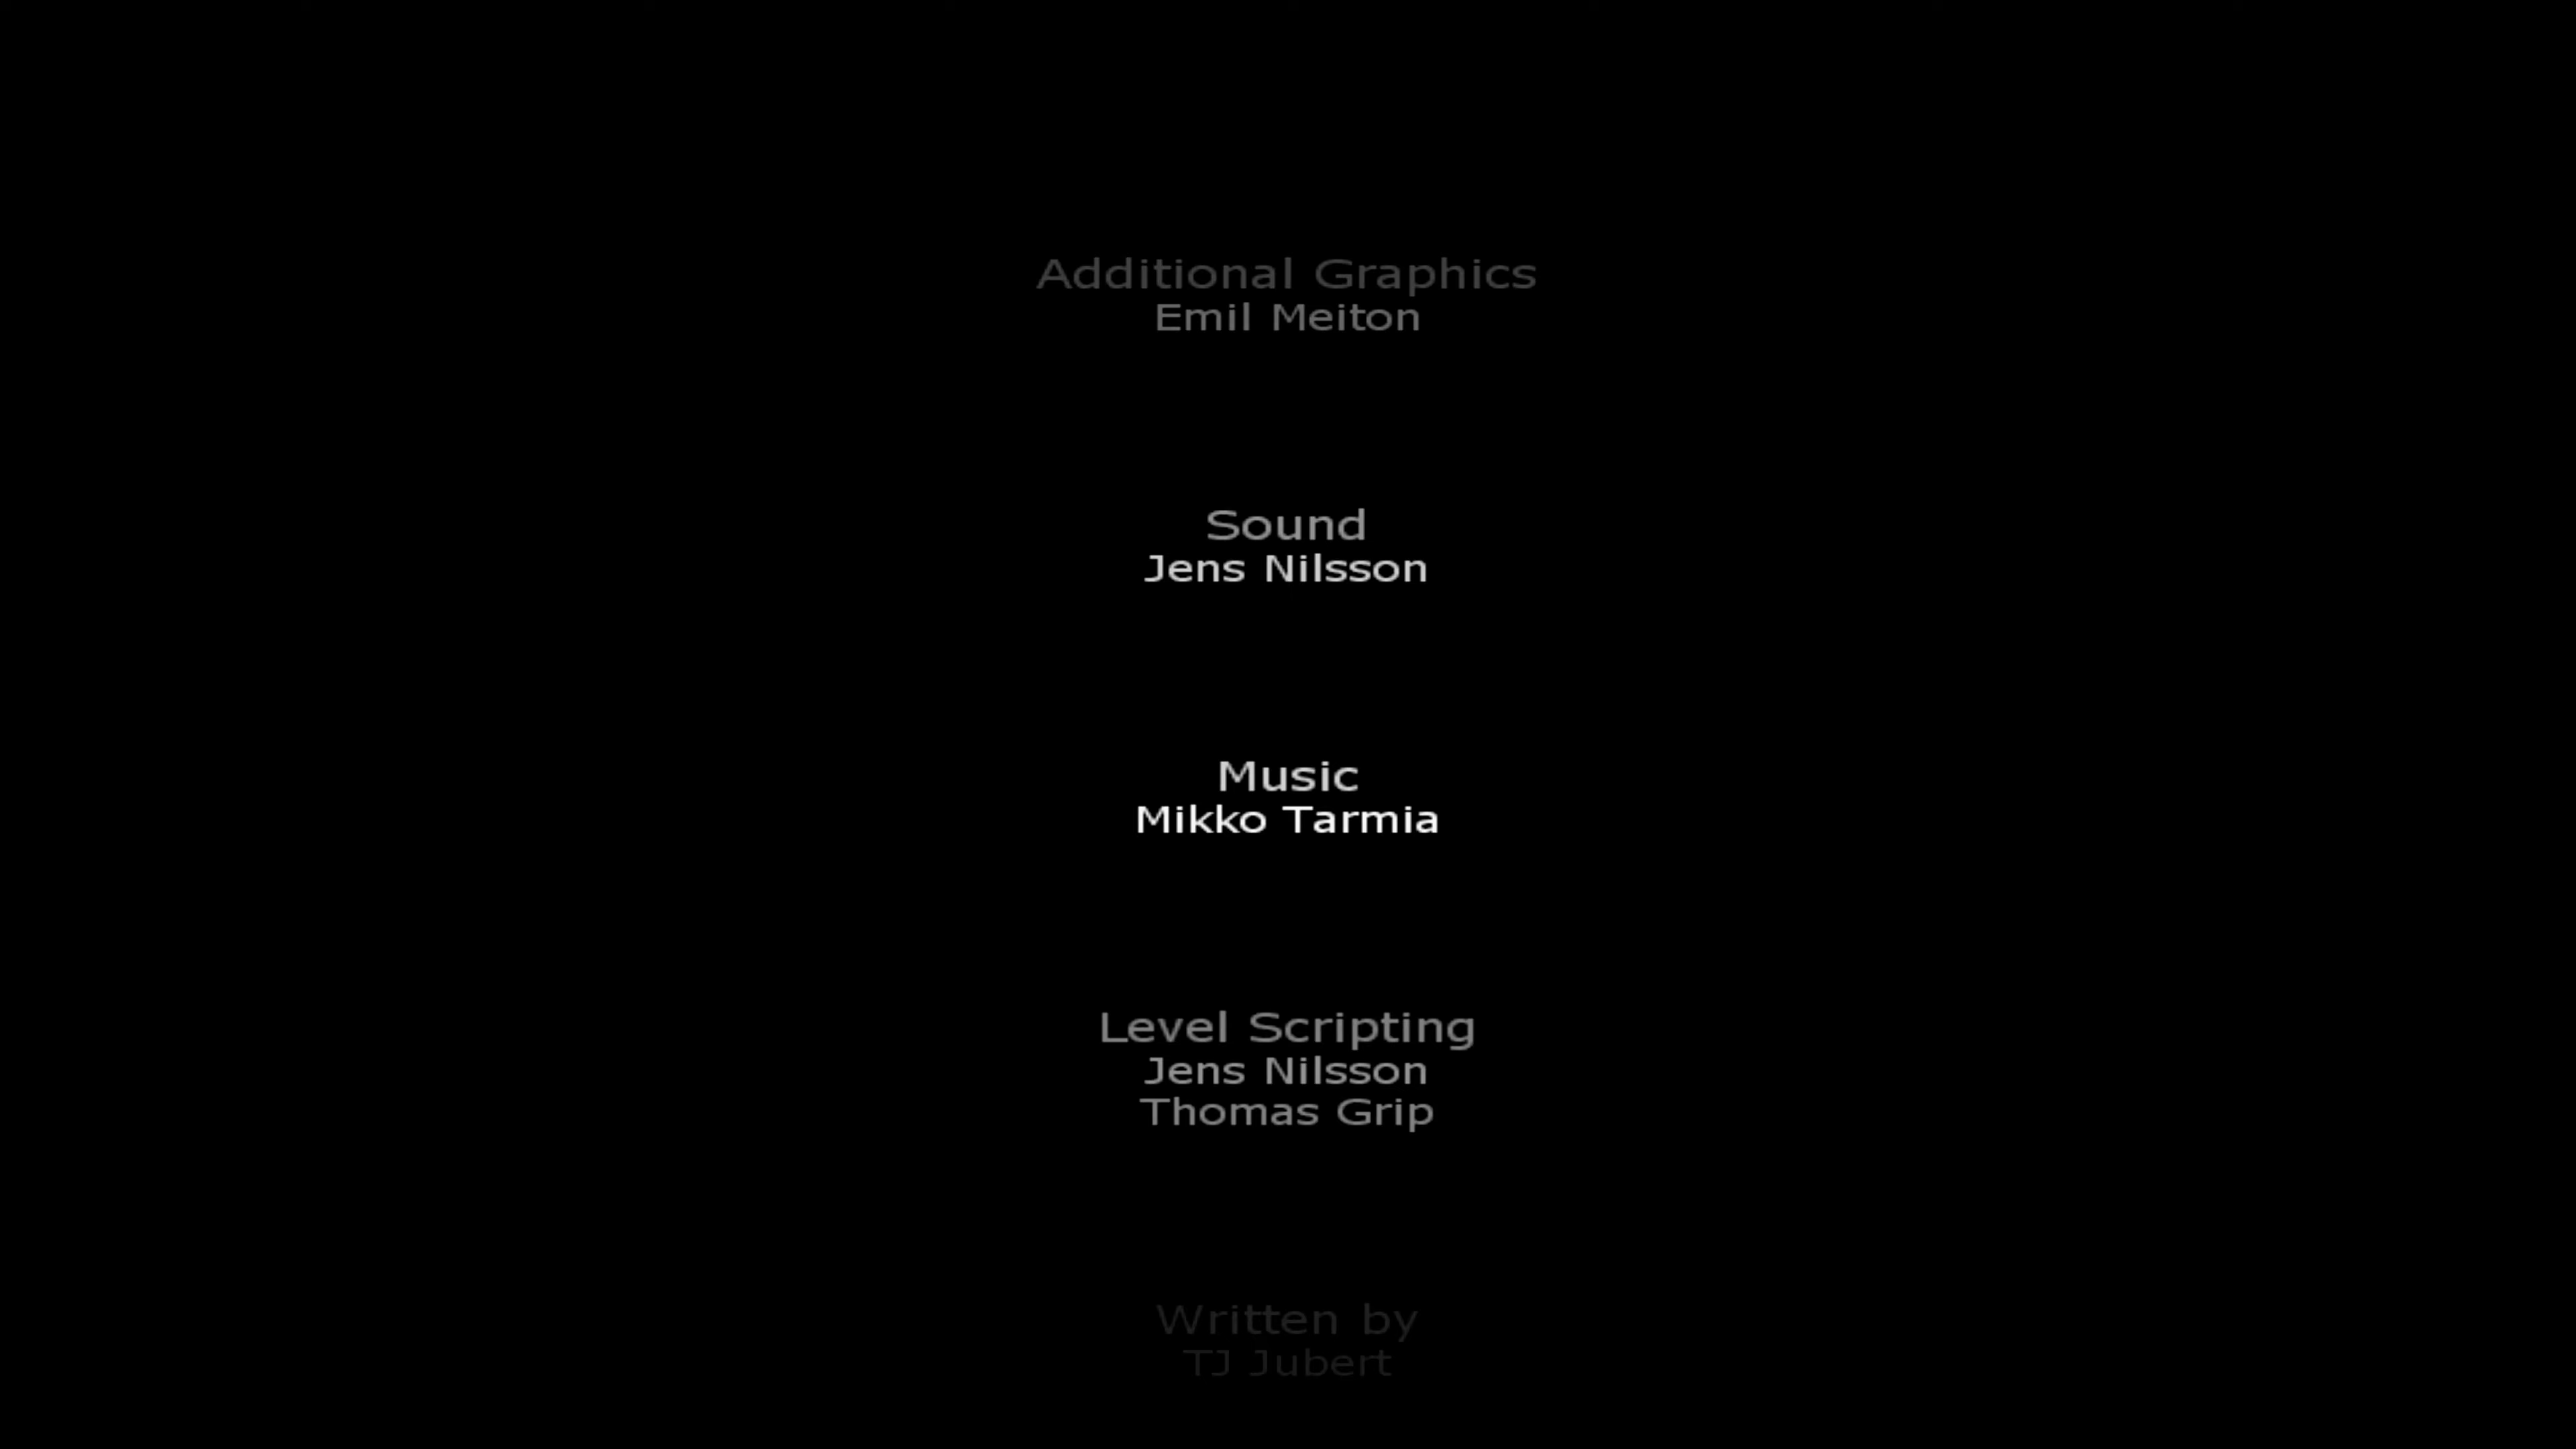 Additional Graphics
Emil Meiton
Sound
Jens Nilsson
Music
Mikko Tarmia
Level Scripting
Jens Nilsson
Thomas Grip
Written by
TJ Jubert